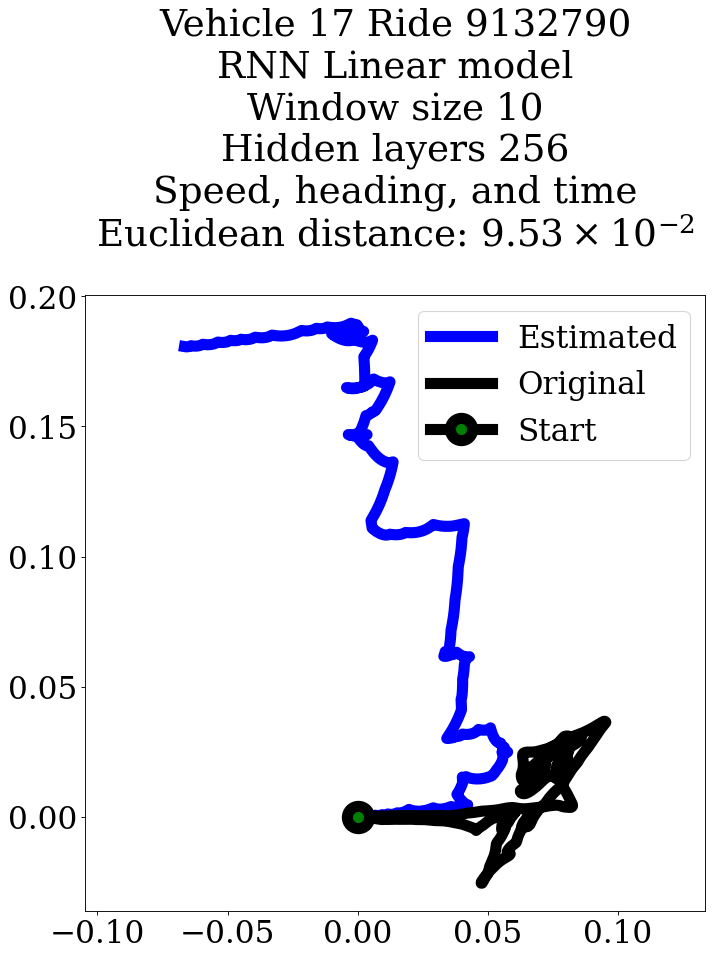 Vehicle 17 Ride 9132790
RNN Linear model
Window size 10
Hidden layers 256
Speed, heading, and time
Euclidean distance: 9.53 × 10⁻²
0.20
0.15
0.10
0.05
0.00
Estimated
Original
Start
−0.10 −0.05 0.00 0.05 0.10